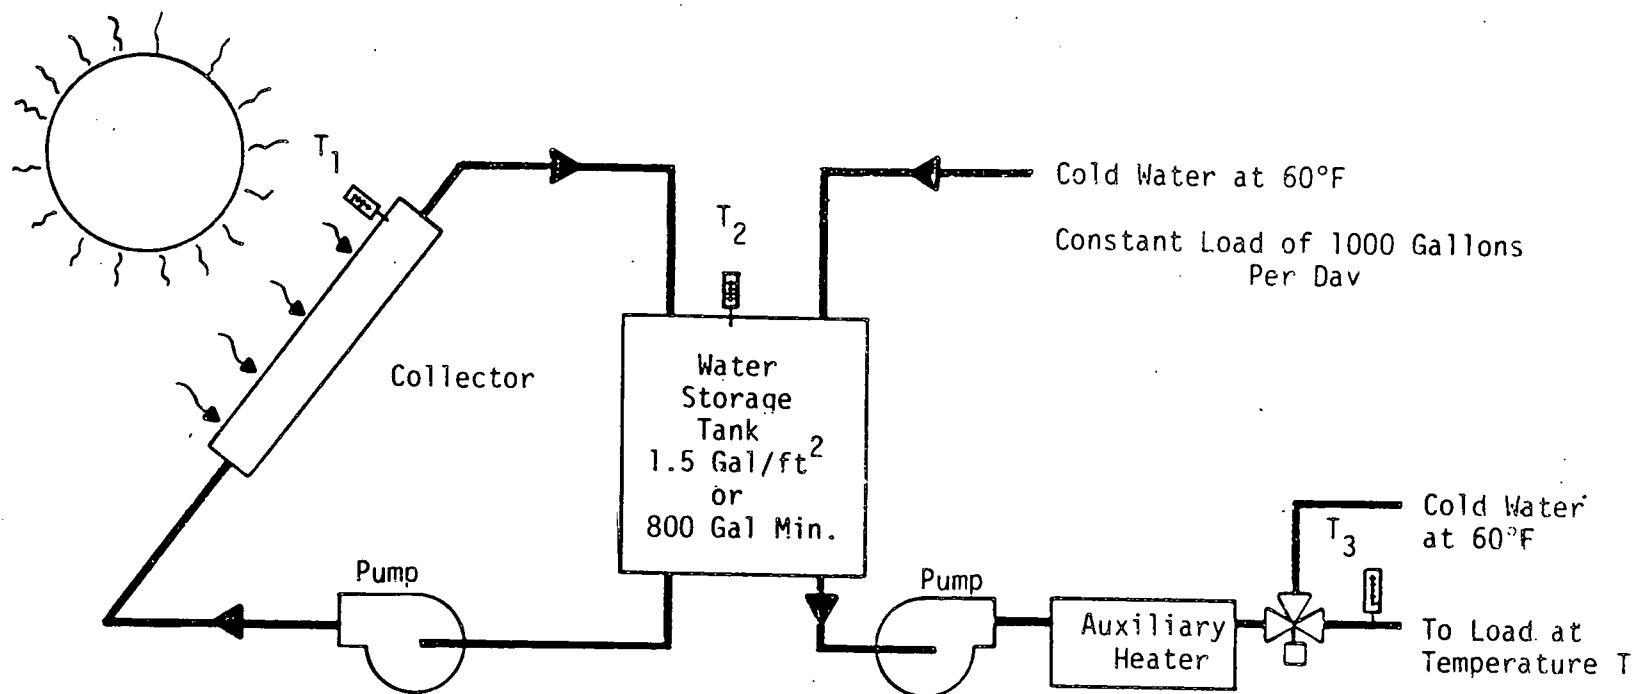 T1
T2
Cold Water at 60°F
Constant Load of 1000 Gallons
Per Dav
Collector
Water
Storage
Tank
1.5 Gal/ft2
or
800 Gal Min.
Pump
Pump
Auxiliary
Heater
Cold Water
at 60°F
T3
To Load at
Temperature T